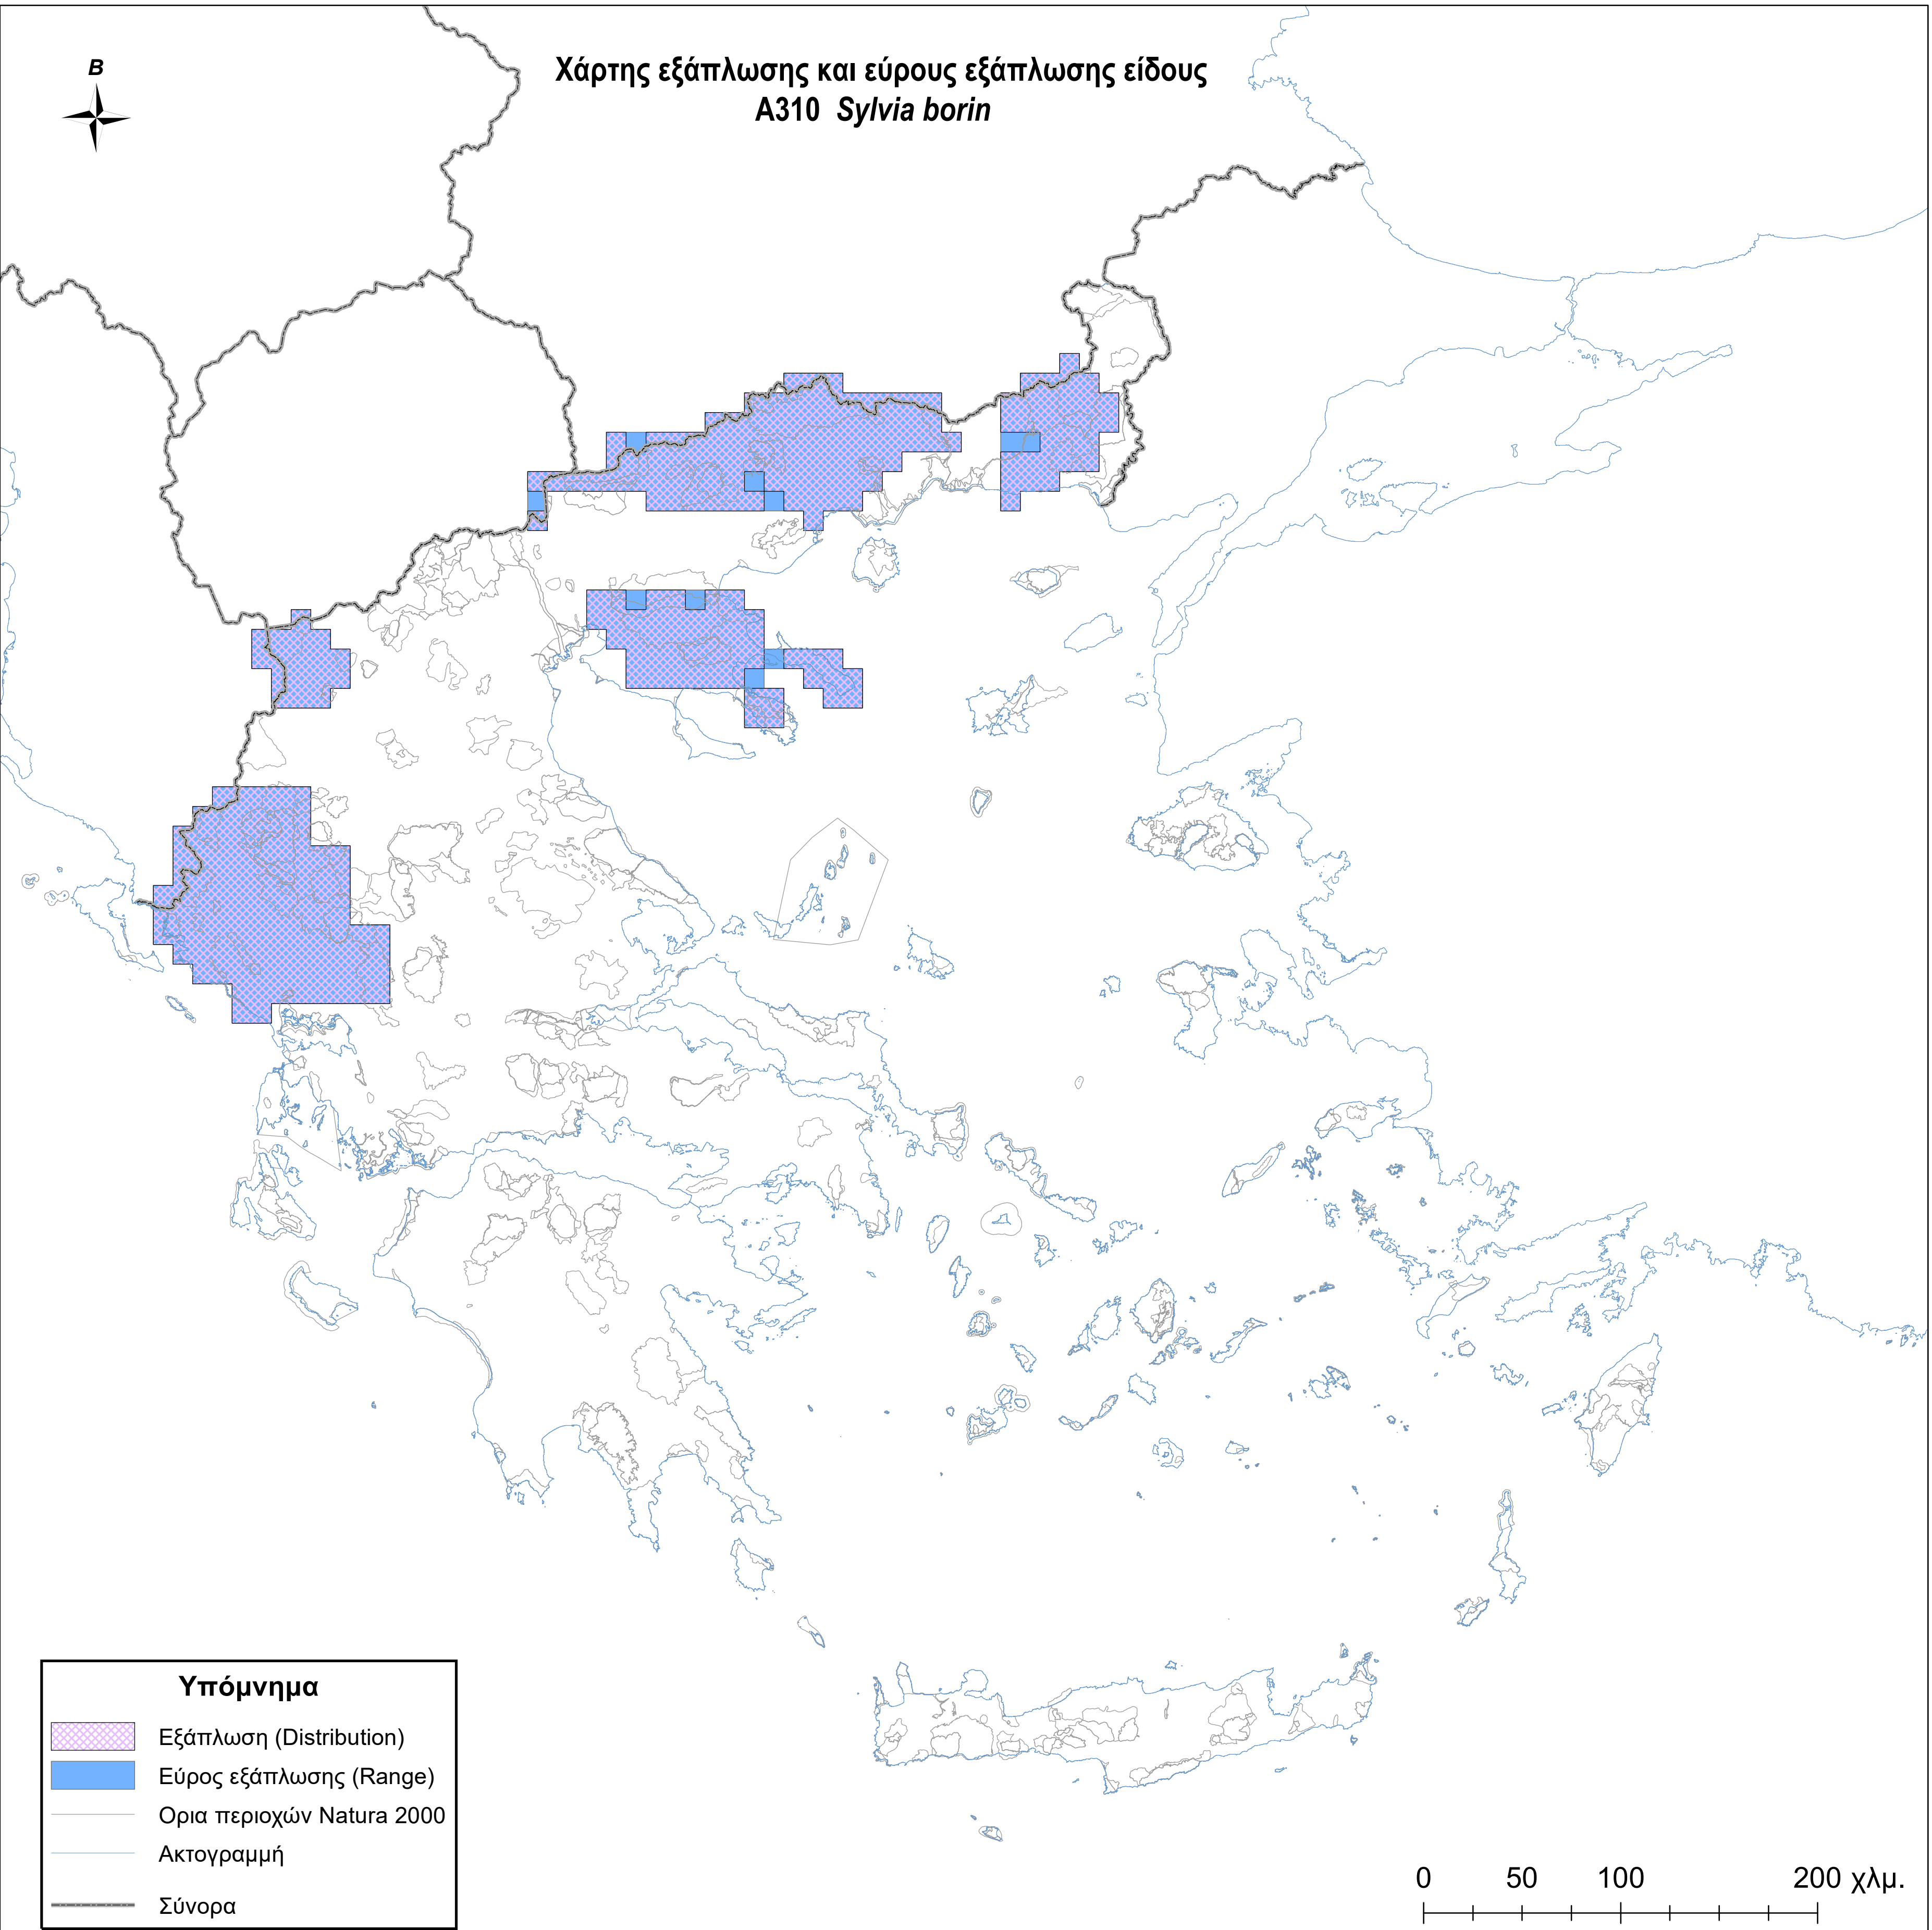 Χάρτης εξάπλωσης και εύρους εξάπλωσης είδους
A310 Sylvia borin
B
Υπόμνημα
Εξάπλωση (Distribution)
Εύρος εξάπλωσης (Range)
Ορια περιοχών Natura 2000
Ακτογραμμή
Σύνορα
0 50 100 200 χλμ.